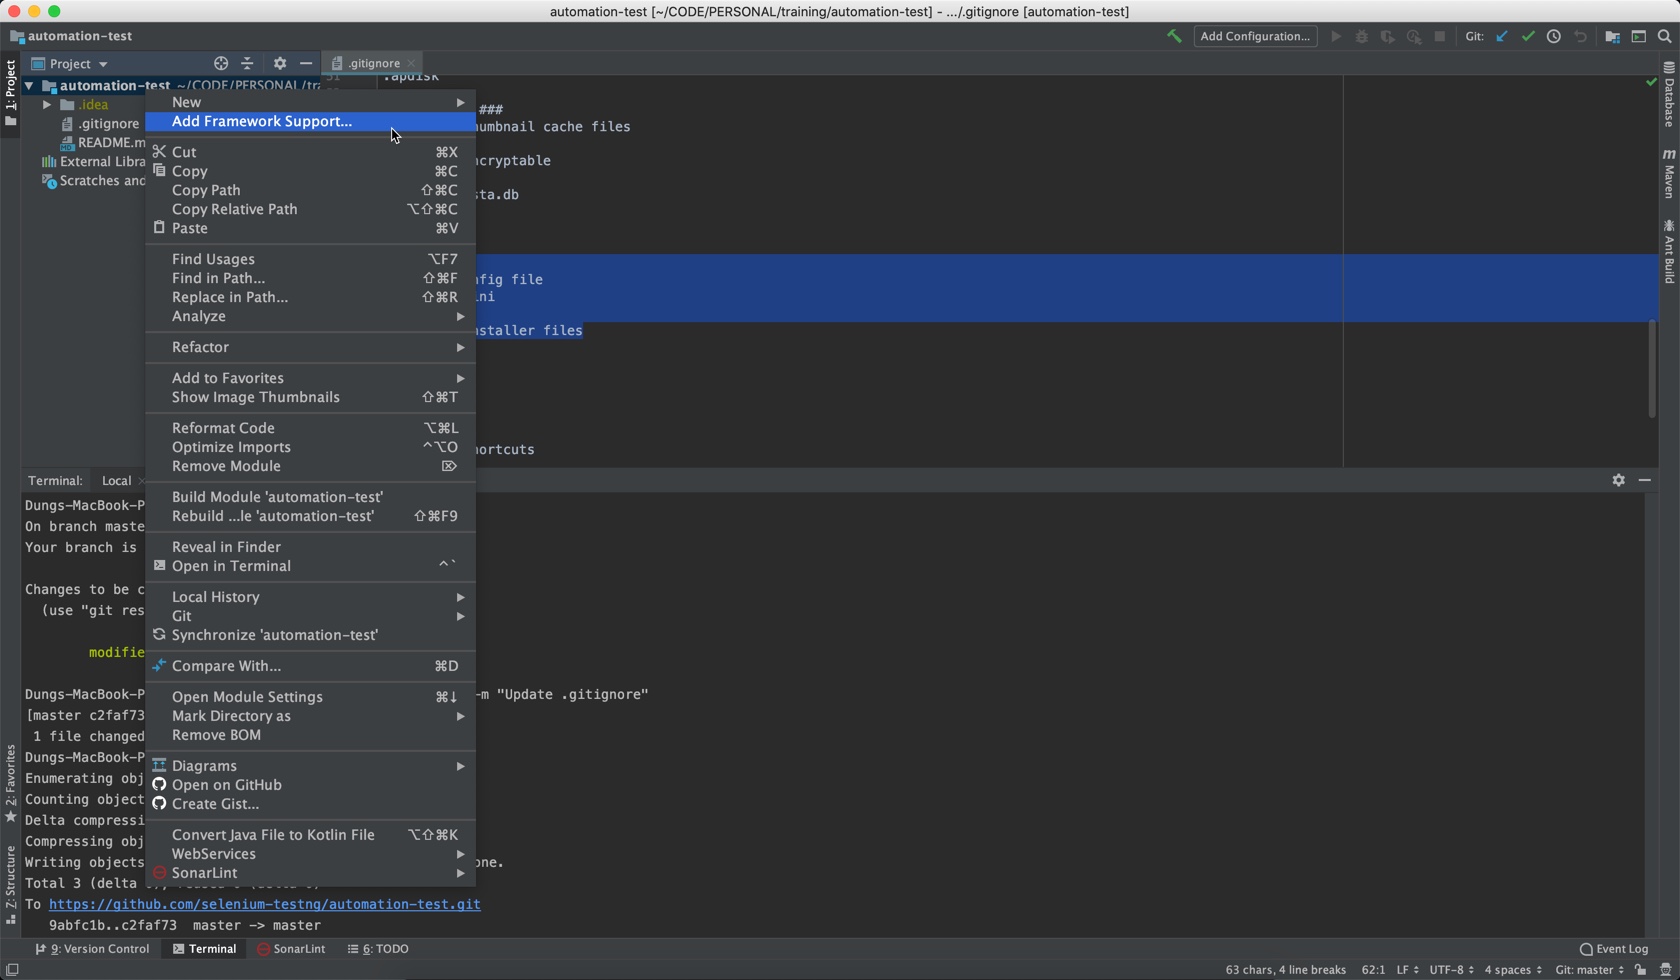 automation-test [~/CODE/PERSONAL/training/automation-test] - .../.gitignore [automation-test]
automation-test
Add Configuration...
Git:
Project
.gitignore
1: Project
automation-test ~/CODE/PERSONAL/tra
.idea
.gitignore
README.m
External Libra
Scratches and
New
Add Framework Support...
Cut ⌘X
Copy ⌘C
Copy Path ⇧⌘C
Copy Relative Path ⌥⇧⌘C
Paste ⌘V
Find Usages ⌥F7
Find in Path... ⇧⌘F
Replace in Path... ⇧⌘R
Analyze
Refactor
Add to Favorites
Show Image Thumbnails ⇧⌘T
Reformat Code ⌥⌘L
Optimize Imports ^⌥O
Remove Module ⌦
Build Module 'automation-test'
Rebuild ...le 'automation-test' ⇧⌘F9
Reveal in Finder
Open in Terminal ^`
Local History
Git
Synchronize 'automation-test'
Compare With... ⌘D
Open Module Settings ⌘↓
Mark Directory as
Remove BOM
Diagrams
Open on GitHub
Create Gist...
Convert Java File to Kotlin File ⌥⇧⌘K
WebServices
SonarLint
.apdisk
###
umbnail cache files
cryptable
sta.db
nfig file
ini
nstaller files
hortcuts
Database
Maven
Ant Build
2: Favorites
Z: Structure
Terminal: Local
Dungs-MacBook-P
On branch maste
Your branch is
Changes to be c
(use "git res
modifie
Dungs-MacBook-P -m "Update .gitignore"
[master c2faf73
1 file changed
Dungs-MacBook-P
Enumerating obj
Counting object
Delta compressi
Compressing obj
Writing objects one.
Total 3 (delta
To https://github.com/selenium-testng/automation-test.git
9abfc1b..c2faf73 master -> master
9: Version Control
Terminal
SonarLint
6: TODO
Event Log
63 chars, 4 line breaks 62:1 LF UTF-8 4 spaces Git: master